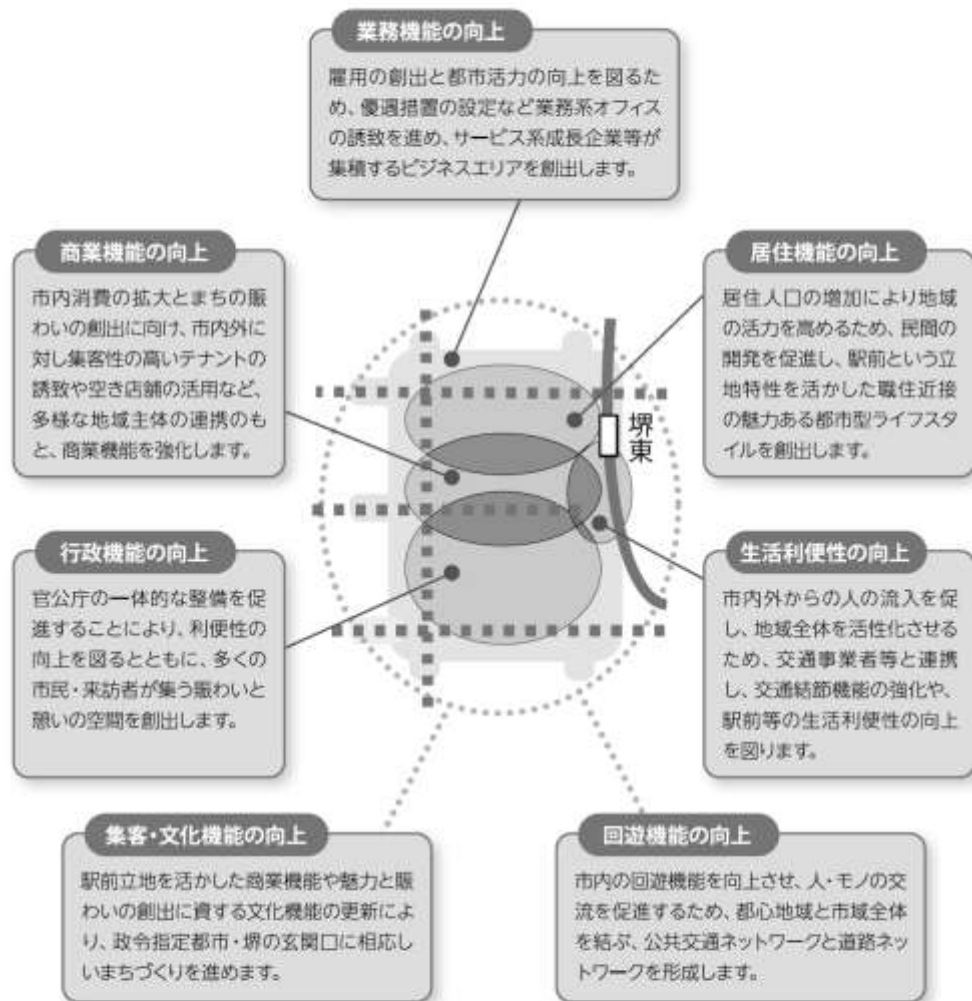 業務機能の向上
雇用の創出と都市活力の向上を図るた
め、優遇措置の設定など業務系オフィス
の誘致を進め、サービス系成長企業等が
集積するビジネスエリアを創出します。
商業機能の向上
市内消費の拡大とまちの賑
わいの創出に向け、市内外に
対し集客性の高いテナントの
誘致や空き店舗の活用など、
多様な地域主体の連携のも
と、商業機能を強化します。
居住機能の向上
居住人口の増加により地域
の活力を高めるため、民間の
開発を促進し、駅前という立
地特性を活かした職住近接
の魅力ある都市型ライフスタ
イルを創出します。
堺東
行政機能の向上
官公庁の一体的な整備を促
進することにより、利便性の
向上を図るとともに、多くの
市民・来訪者が集う賑わいと
憩いの空間を創出します。
生活利便性の向上
市内外からの人の流入を促
し、地域全体を活性化させる
ため、交通事業者等と連携
し、交通結節機能の強化や、
駅前等の生活利便性の向上
を図ります。
集客・文化機能の向上
駅前立地を活かした商業機能や魅力と賑
わいの創出に資する文化機能の更新によ
り、政令指定都市・堺の玄関口に相応し
いまちづくりを進めます。
回遊機能の向上
市内の回遊機能を向上させ、人・モノの交
流を促進するため、都心地域と市域全体
を結ぶ、公共交通ネットワークと道路ネッ
トワークを形成します。